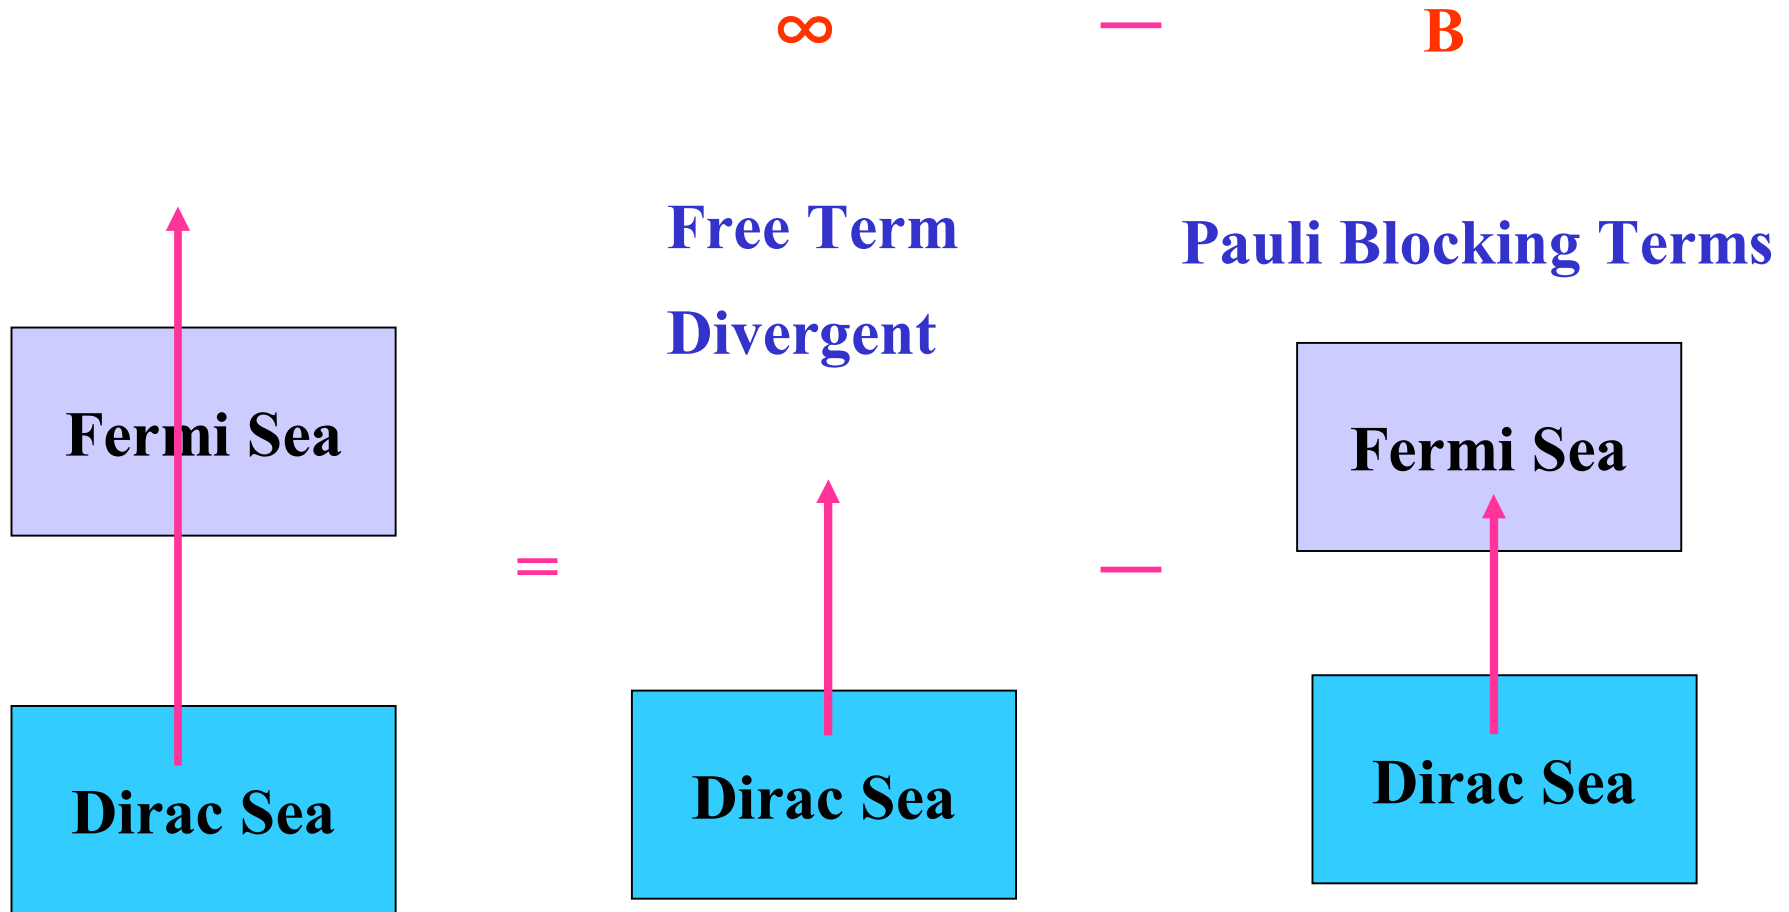 ∞ — B
Free Term
Pauli Blocking Terms
Divergent
Fermi Sea
Fermi Sea
= —
Dirac Sea
Dirac Sea
Dirac Sea